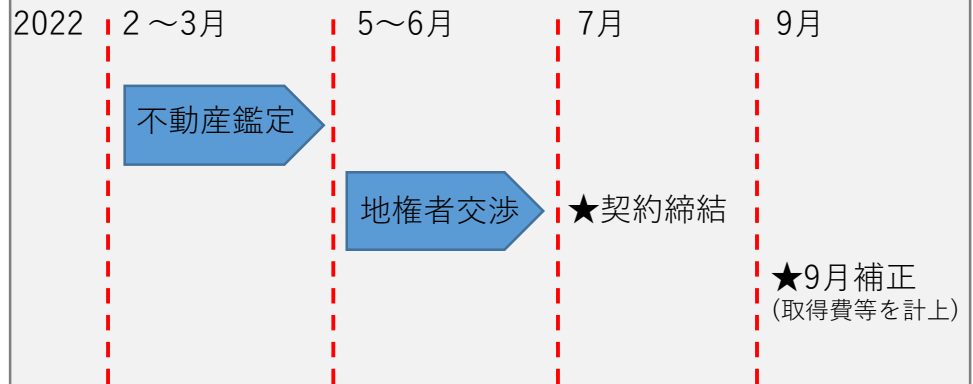 2022
2～3月
5～6月
7月
9月
不動産鑑定
地権者交渉
★契約締結
★9月補正
(取得費等を計上)